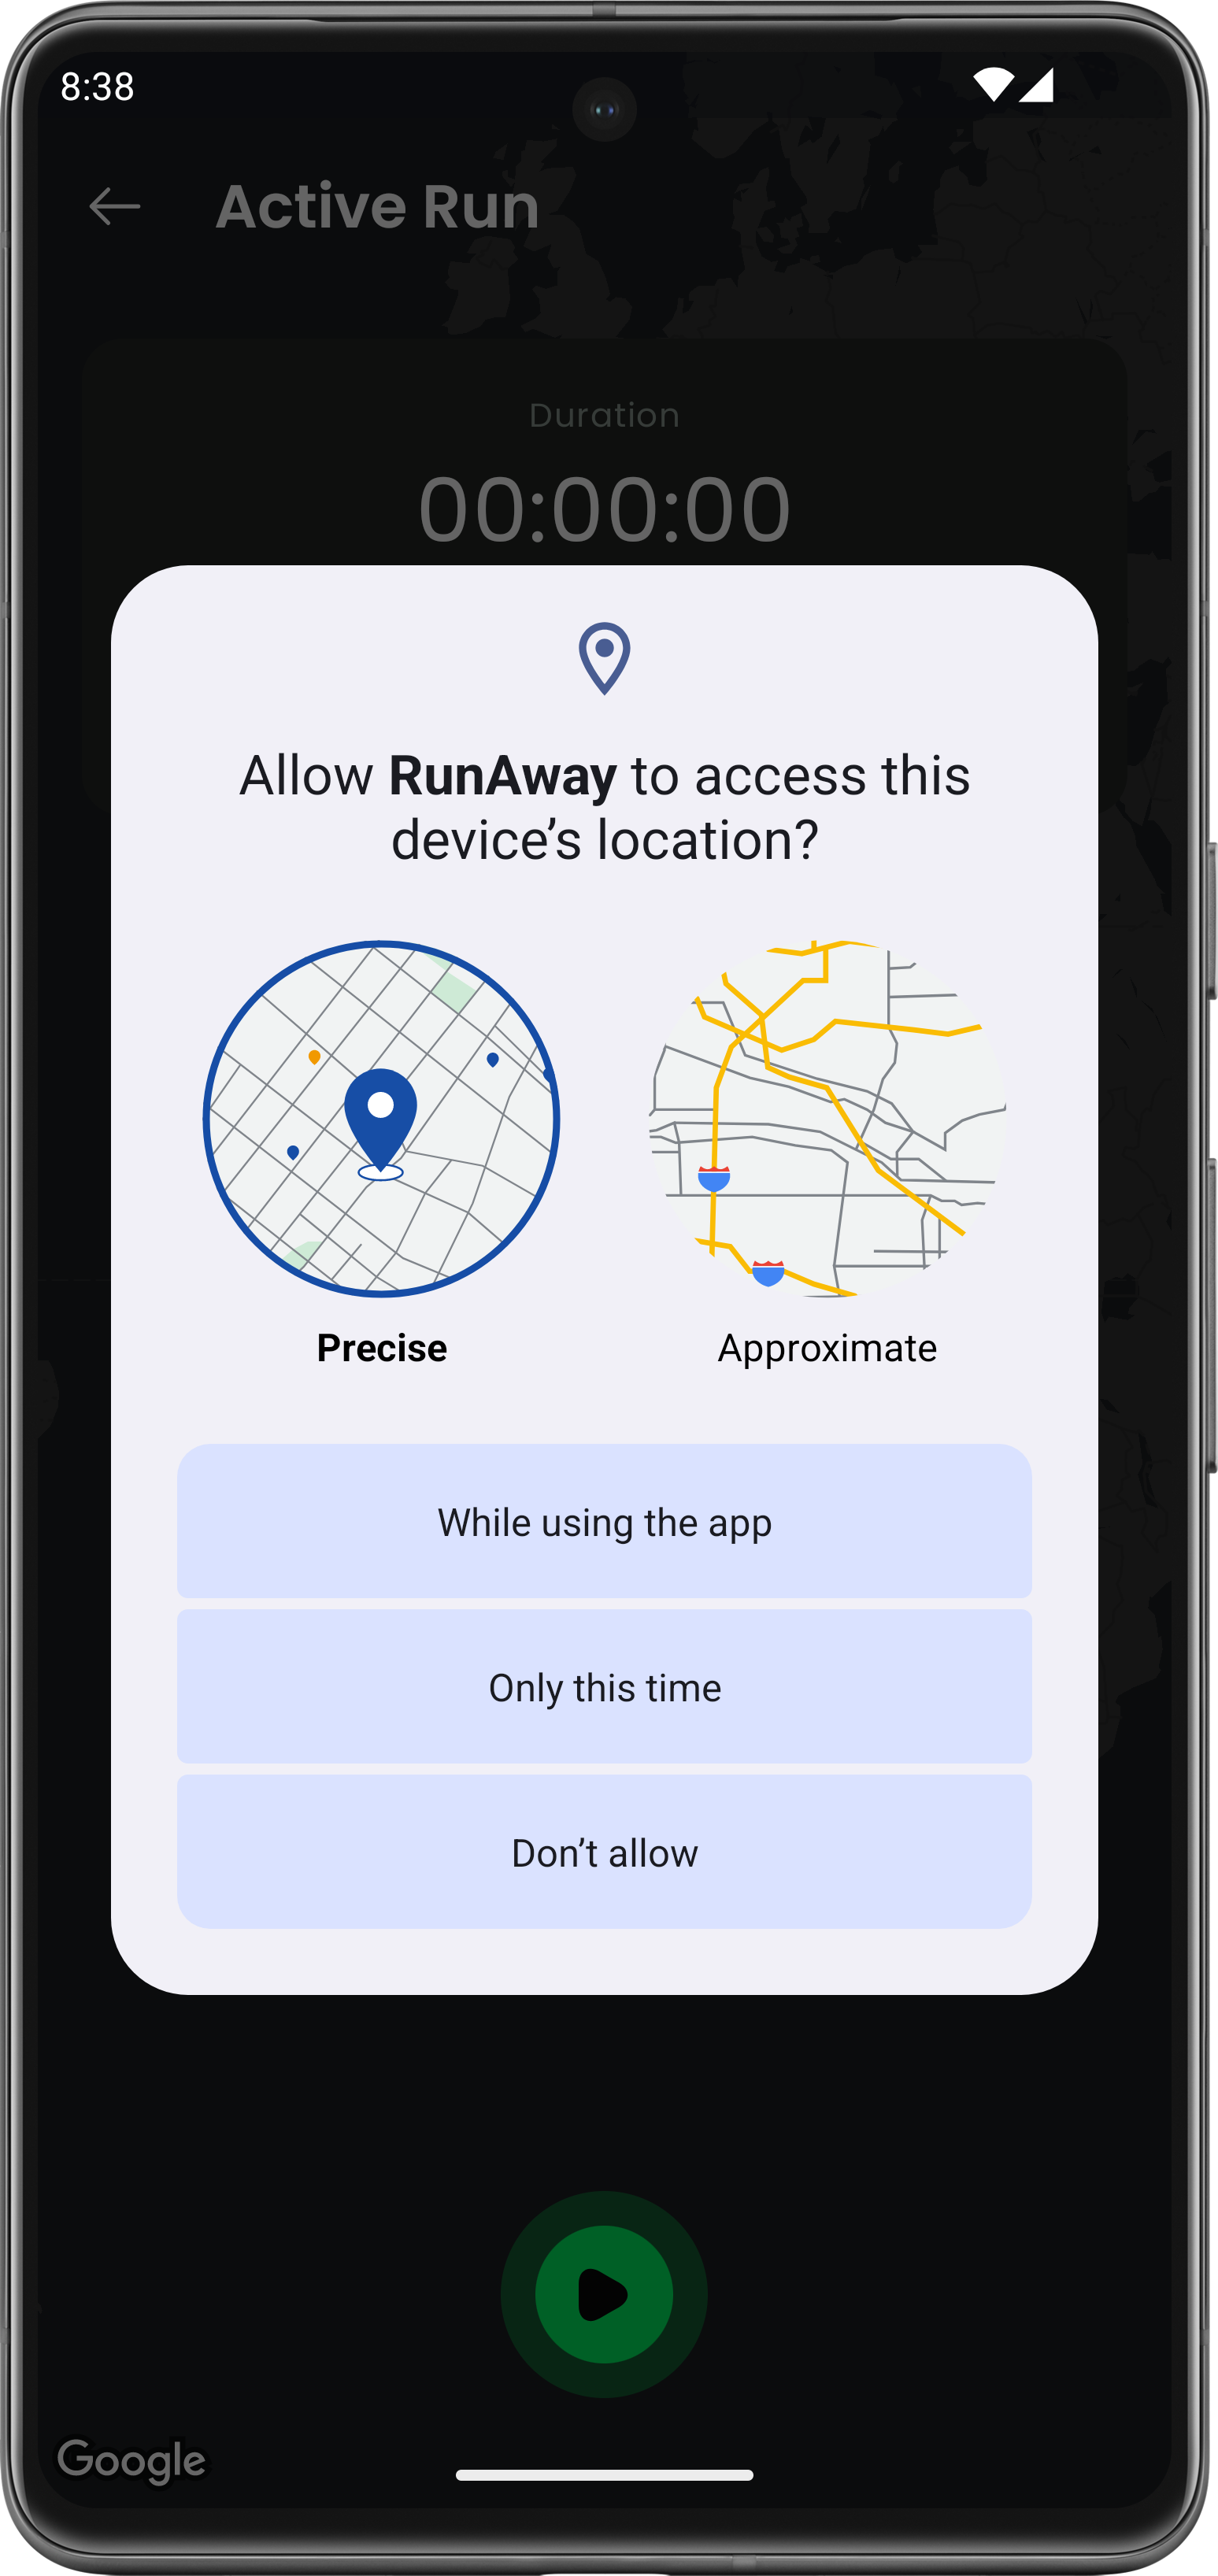 8:38
Active Run
Duration
00:00:00
Allow RunAway to access this
device’s location?
Precise
Approximate
While using the app
Only this time
Don’t allow
Google